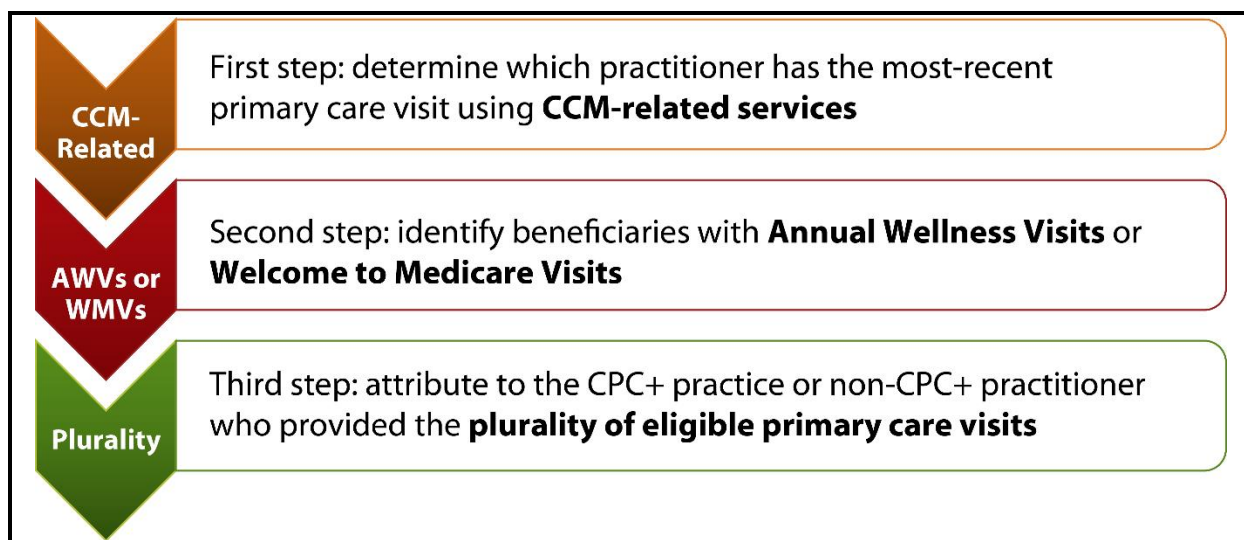 CCM-
Related
First step: determine which practitioner has the most-recent
primary care visit using CCM-related services
AWVs or
WMVs
Second step: identify beneficiaries with Annual Wellness Visits or
Welcome to Medicare Visits
Plurality
Third step: attribute to the CPC+ practice or non-CPC+ practitioner
who provided the plurality of eligible primary care visits